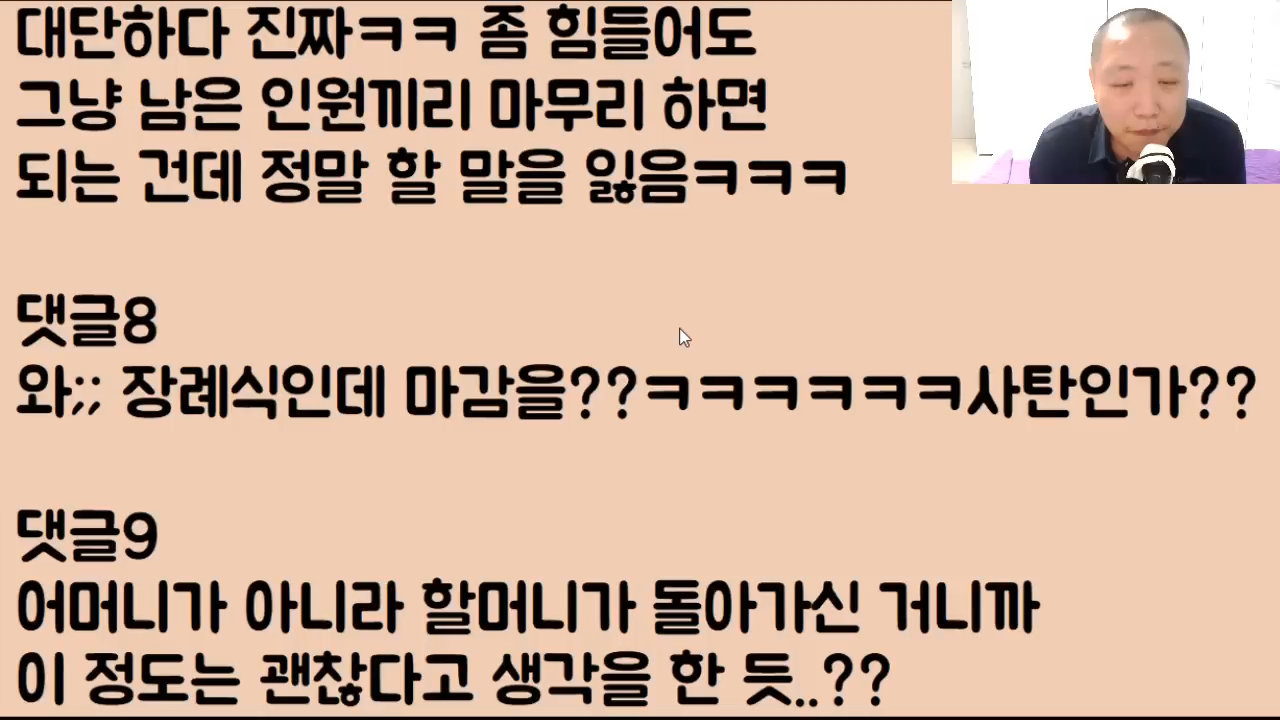 대단하다 진짜ㅋㅋ 좀 힘들어도
그냥 남은 인원끼리 마무리 하면
되는 건데 정말 할 말을 잃음ㅋㅋㅋ
댓글8
와;; 장례식인데 마감을??ㅋㅋㅋㅋㅋㅋ사탄인가??
댓글9
어머니가 아니라 할머니가 돌아가신 거니까
이 정도는 괜찮다고 생각을 한 듯..??